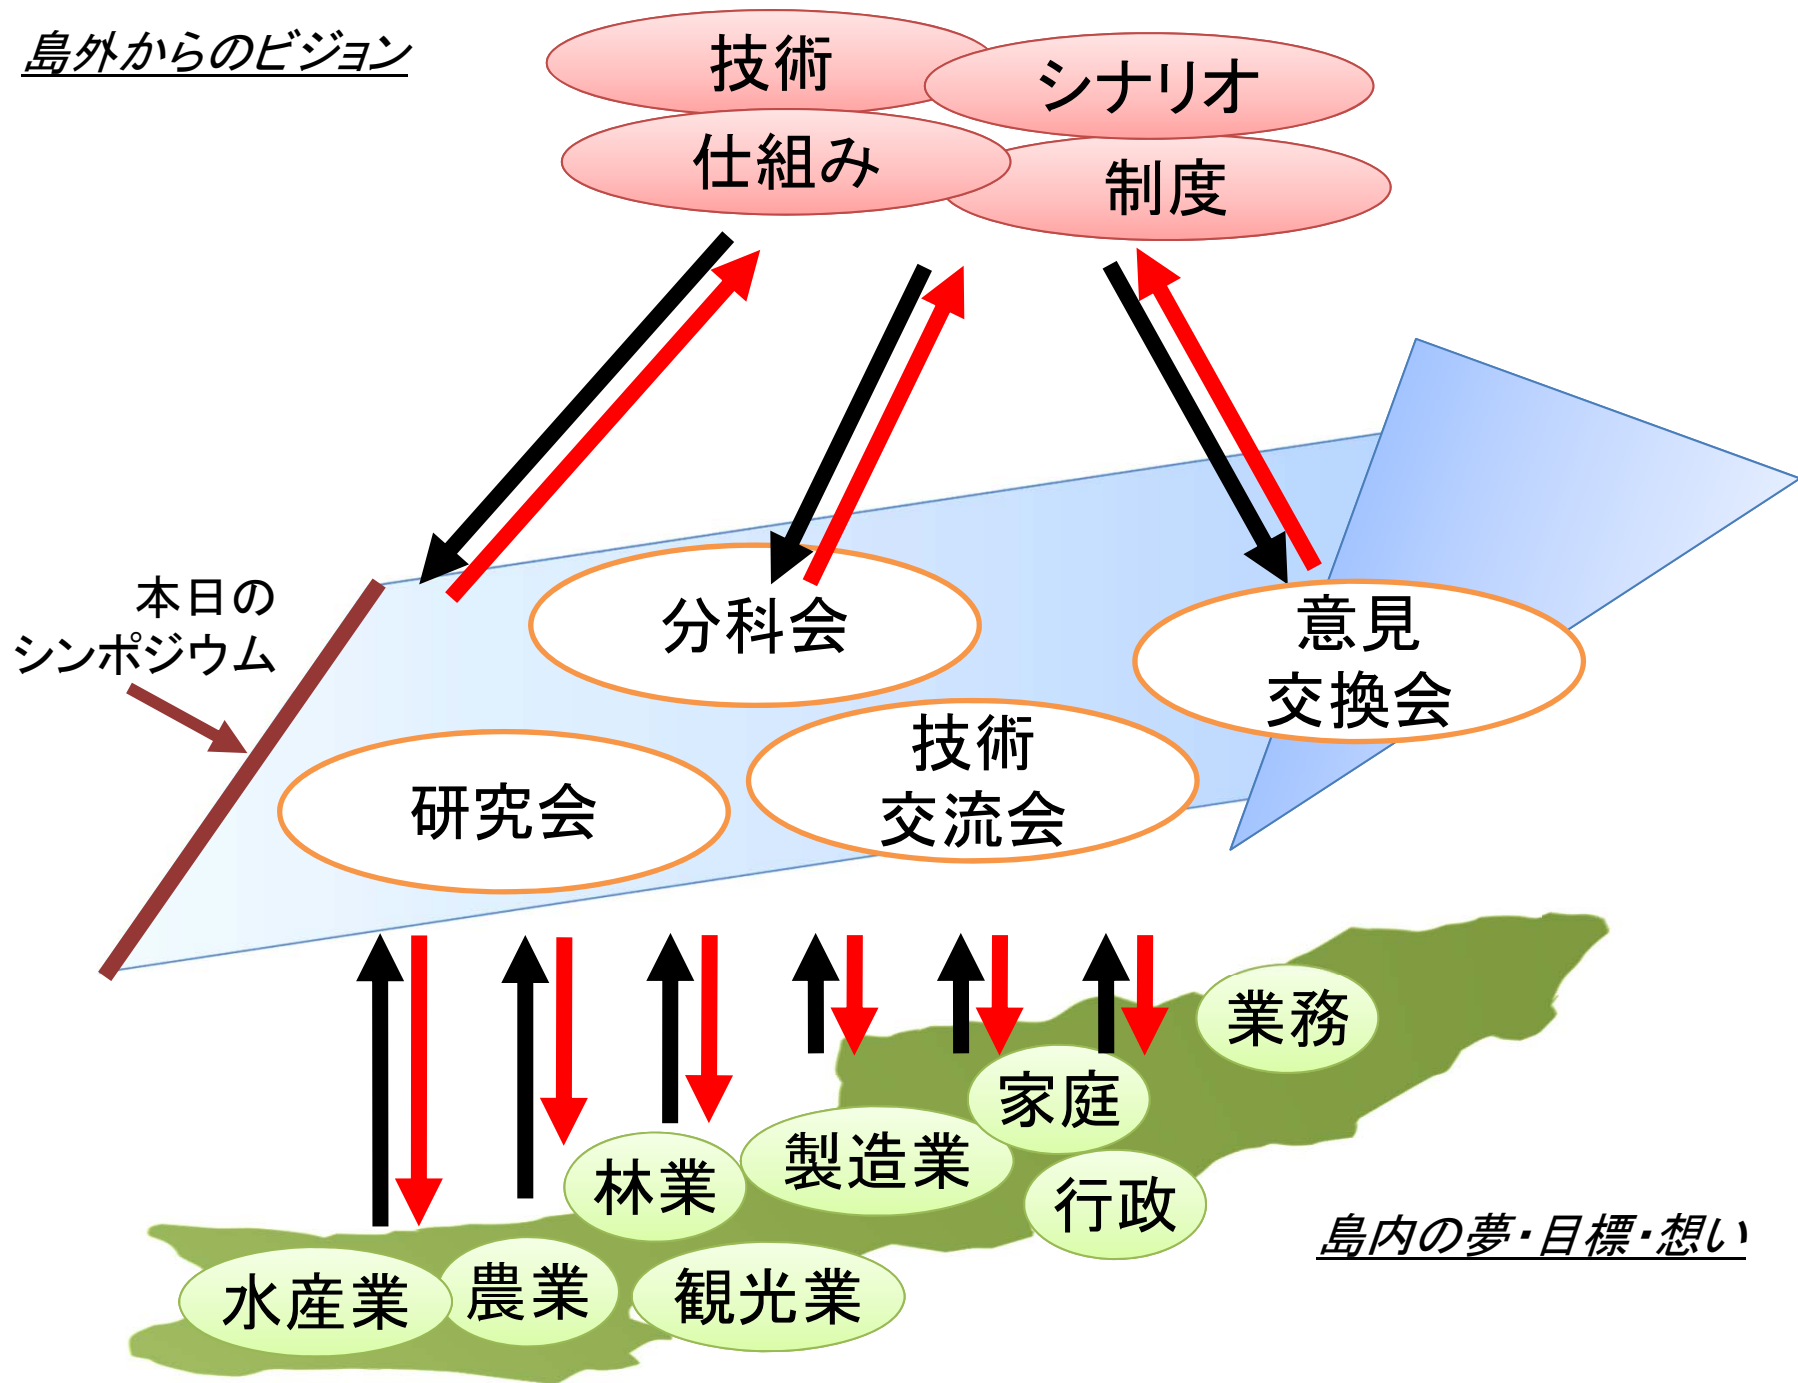 島外からのビジョン
技術
シナリオ
仕組み
制度
本日の
シンポジウム
分科会
意見
交換会
技術
交流会
研究会
業務
家庭
製造業
林業
行政
島内の夢・目標・想い
水産業
農業
観光業